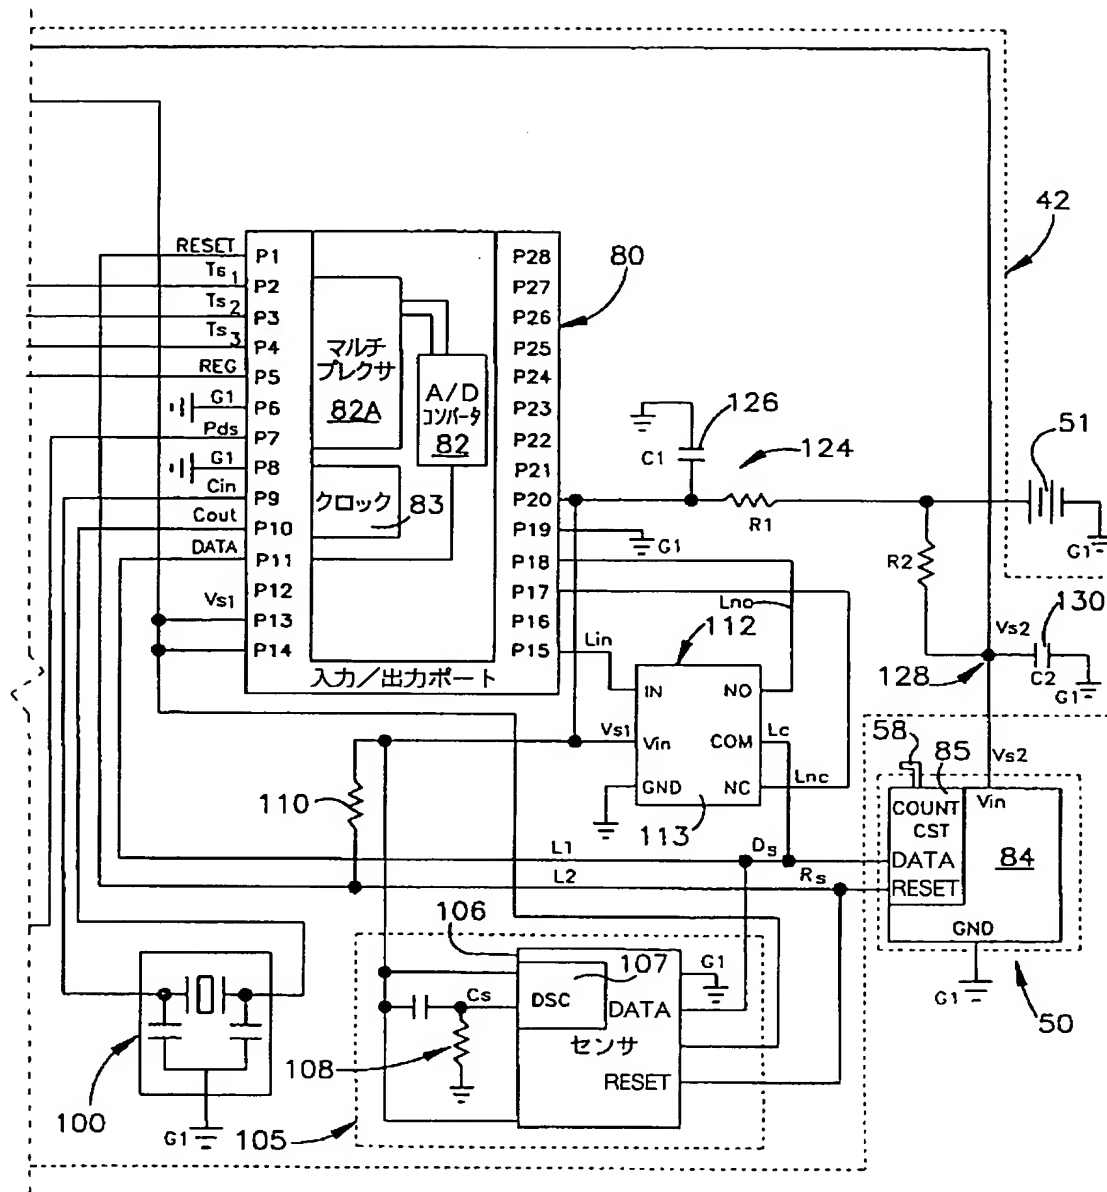 42
RESET
P1
P28
80
Ts1
P2
P27
Ts2
P3
P26
Ts3
P4
マルチ
プレクサ
82A
P25
REG
P5
A/D
コンバータ
82
P24
G1
P6
P23
126
51
Pds
P7
P22
C1
124
G1
P8
P21
Cin
P9
クロック
83
P20
R1
Cout
P10
P19
G1
G1
DATA
P11
P18
R2
P12
P17
Lno
130
Vs1
P13
P16
112
Vs2
P14
P15
Lin
入力/出力ポート
IN
NO
128
C2
G1
Vs1
Vin
COM
Lc
58
85
Vs2
110
GND
NC
Lnc
COUNT
CST
Vin
113
L1
Ds
DATA
84
L2
Rs
RESET
GND
106
107
G1
Cs
DSC
DATA
G1
50
センサ
108
RESET
100
G1
105